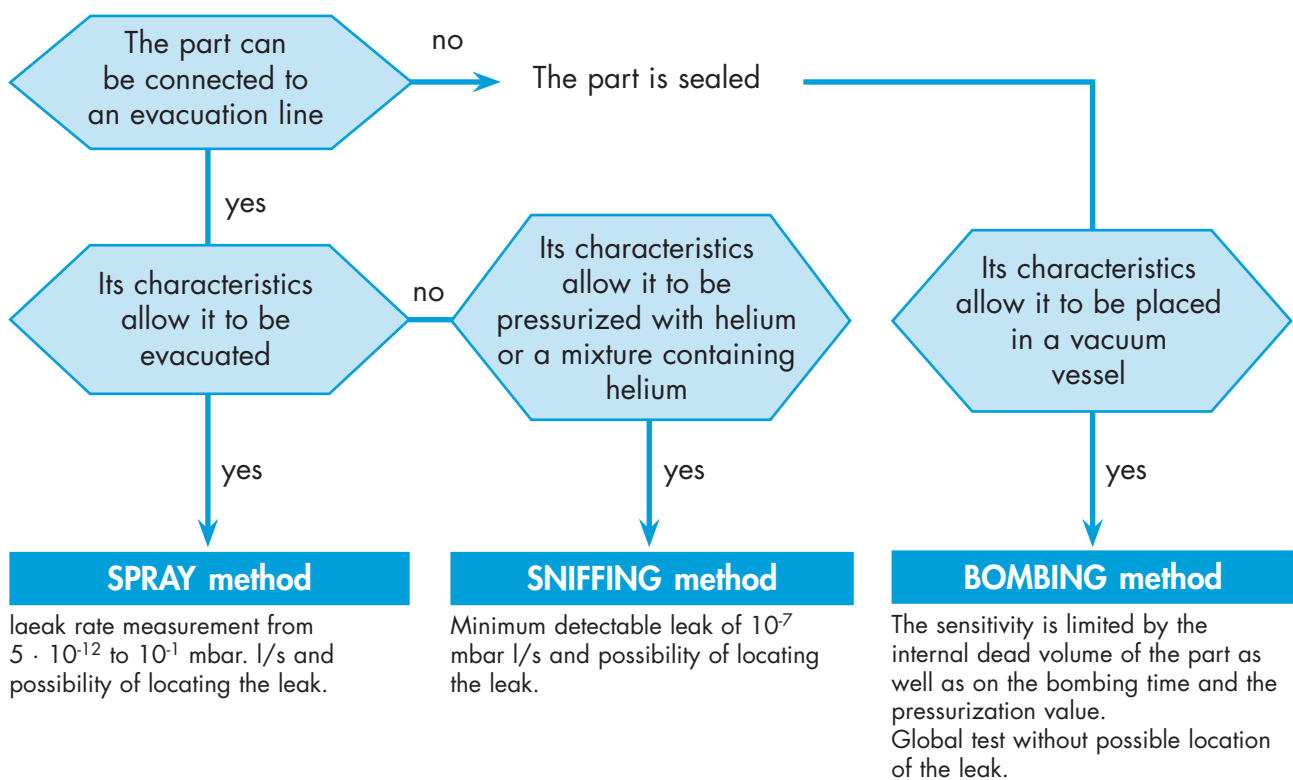 The part can
be connected to
an evacuation line
no
The part is sealed
yes
Its characteristics
allow it to be
evacuated
no
Its characteristics
allow it to be
pressurized with helium
or a mixture containing
helium
Its characteristics
allow it to be placed
in a vacuum
vessel
yes
yes
yes
SPRAY method
laeak rate measurement from
5 · 10⁻¹² to 10⁻¹ mbar. l/s and
possibility of locating the leak.
SNIFFING method
Minimum detectable leak of 10⁻⁷
mbar l/s and possibility of locating
the leak.
BOMBING method
The sensitivity is limited by the
internal dead volume of the part as
well as on the bombing time and the
pressurization value.
Global test without possible location
of the leak.